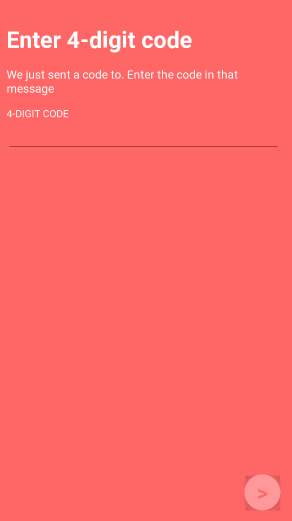 Enter 4-digit code
We just sent a code to. Enter the code in that
message
4-DIGIT CODE
>